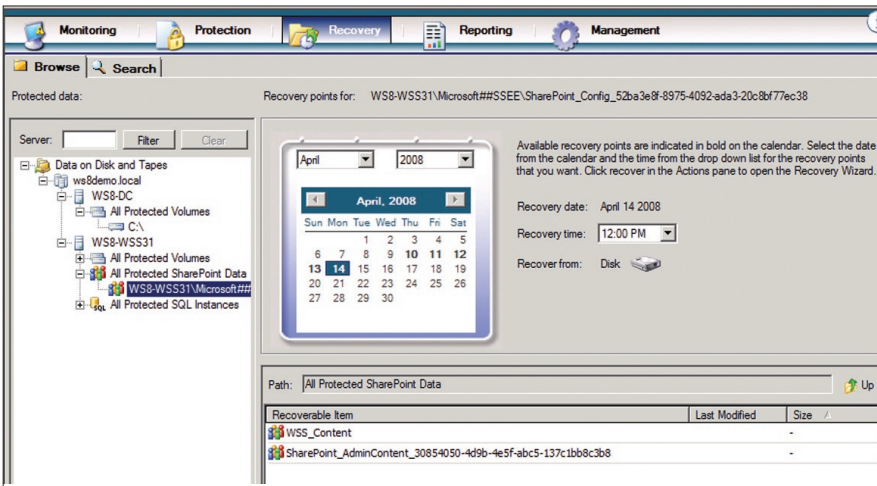 Monitoring Protection Recovery Reporting Management
Browse Search
Protected data:
Recovery points for: WS8-WSS31\Microsoft##SSEE\SharePoint_Config_52ba3e8f-8975-4092-ada3-20c8bf77ec38
Server: Filter Clear
Data on Disk and Tapes
ws8demo.local
WS8-DC
All Protected Volumes
C:\
WS8-WSS31
All Protected Volumes
All Protected SharePoint Data
WS8-WSS31\Microsoft##
SQL All Protected SQL Instances
April 2008
April, 2008
Sun Mon Tue Wed Thu Fri Sat
1 2 3 4 5
6 7 8 9 10 11 12
13 14 15 16 17 18 19
20 21 22 23 24 25 26
27 28 29 30
Available recovery points are indicated in bold on the calendar. Select the date
from the calendar and the time from the drop down list for the recovery points
that you want. Click recover in the Actions pane to open the Recovery Wizard.
Recovery date: April 14 2008
Recovery time: 12:00 PM
Recover from: Disk
Path: All Protected SharePoint Data Up
Recoverable Item Last Modified Size
WSS_Content -
SharePoint_AdminContent_30854050-4d9b-4e5f-abc5-137c1bb8c3b8 -